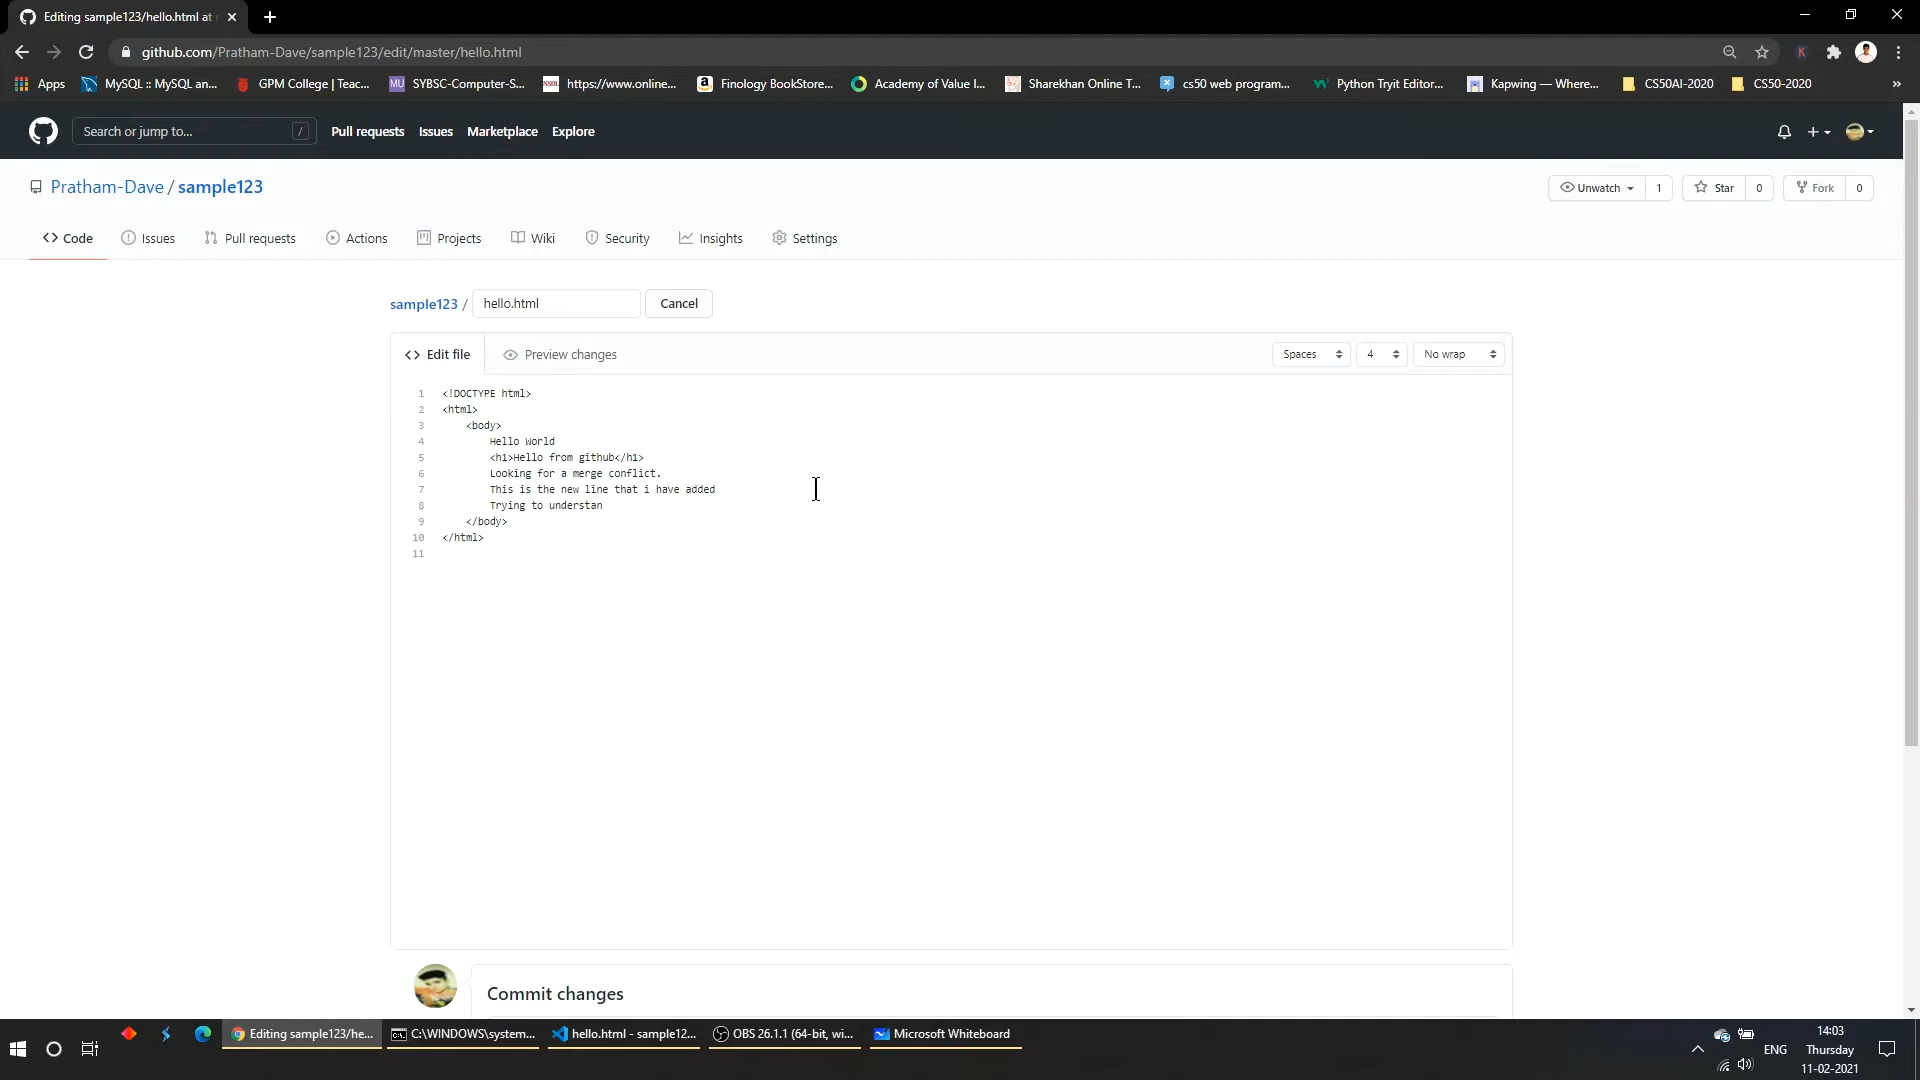 Editing sample123/hello.html at
github.com/Pratham-Dave/sample123/edit/master/hello.html
Apps MySQL :: MySQL an... GPM College | Teac... MU SYBSC-Computer-S... NSDL https://www.online... Finology BookStore... Academy of Value I... Sharekhan Online T... cs50 web program... Python Tryit Editor... Kapwing — Where... CS50AI-2020 CS50-2020 »
Search or jump to... / Pull requests Issues Marketplace Explore
Pratham-Dave / sample123 Unwatch 1 Star 0 Fork 0
<> Code Issues Pull requests Actions Projects Wiki Security Insights Settings
sample123 / hello.html Cancel
<> Edit file Preview changes Spaces 4 No wrap
1 <!DOCTYPE html>
2 <html>
3 <body>
4 Hello World
5 <h1>Hello from github</h1>
6 Looking for a merge conflict.
7 This is the new line that i have added
8 Trying to understan
9 </body>
10 </html>
11
Commit changes
Editing sample123/he... C:\WINDOWS\system... hello.html - sample12... OBS 26.1.1 (64-bit, wi... Microsoft Whiteboard
ENG
14:03
Thursday
11-02-2021